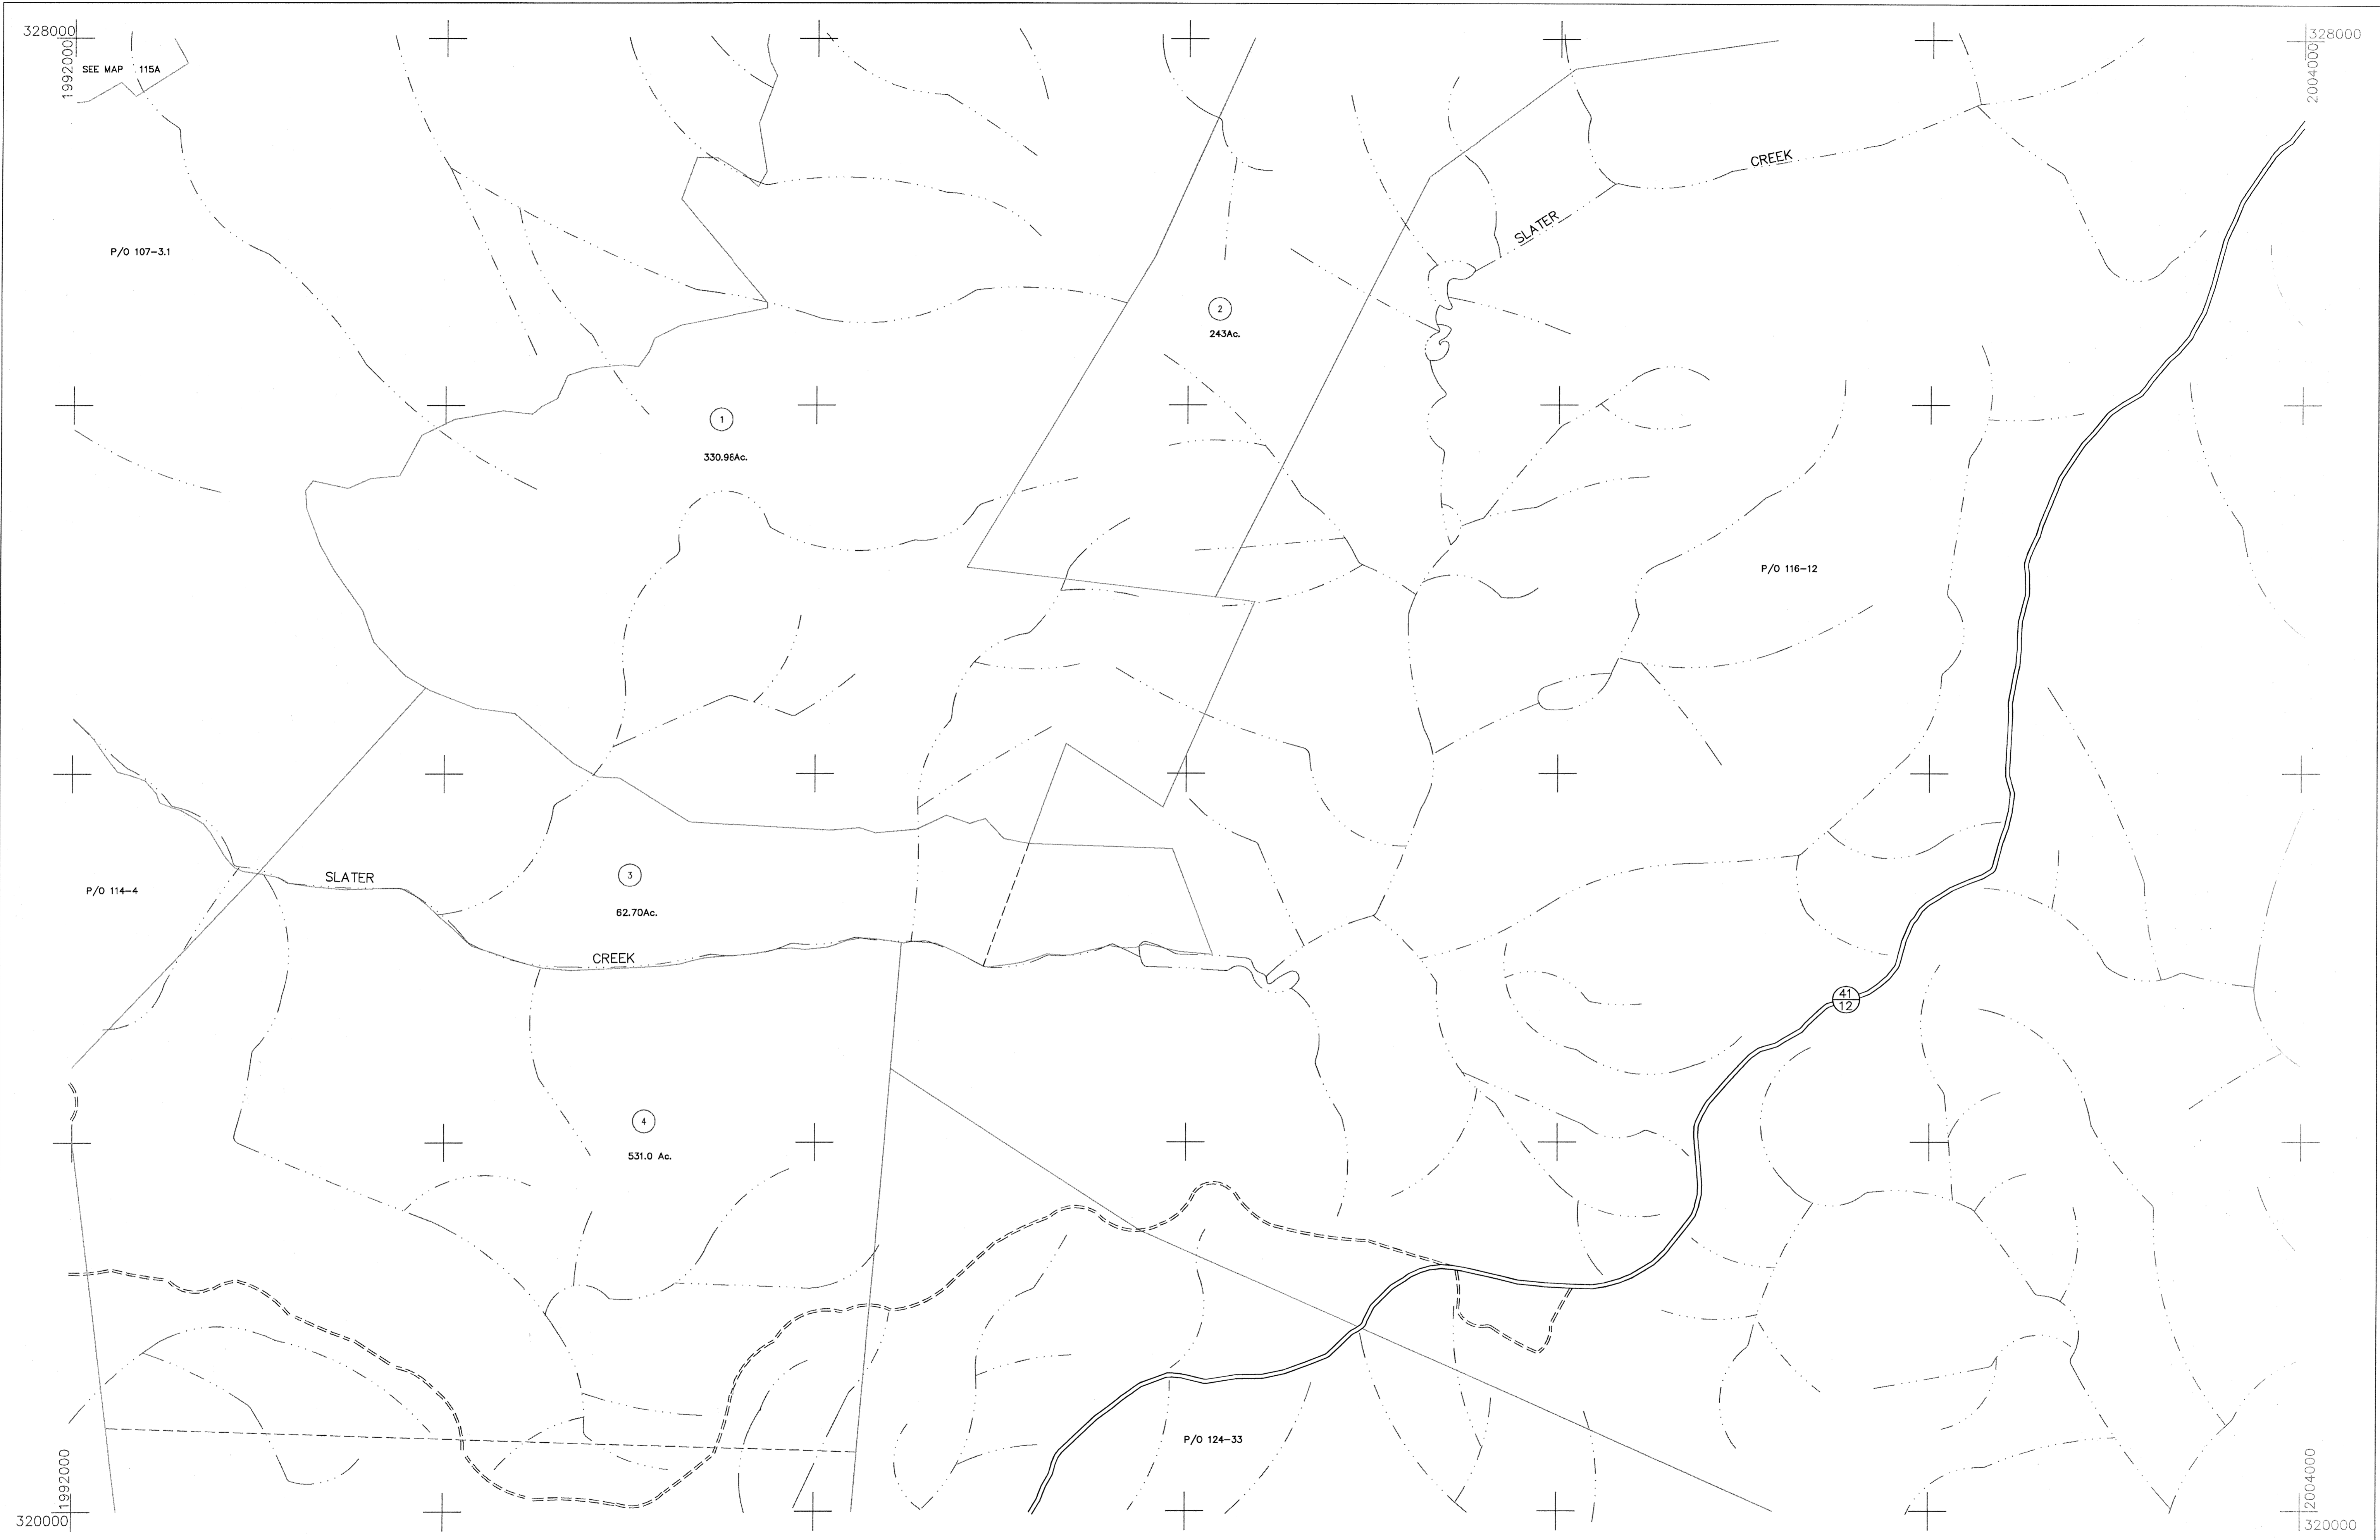 328000
1992000
SEE MAP 115A
328000
2004000
CREEK
SLATER
P/O 107-3.1
2
243Ac.
1
330.98Ac.
P/O 116-12
SLATER
3
P/O 114-4
62.70Ac.
CREEK
41
12
4
531.0 Ac.
P/O 124-33
1992000
320000
2004000
320000